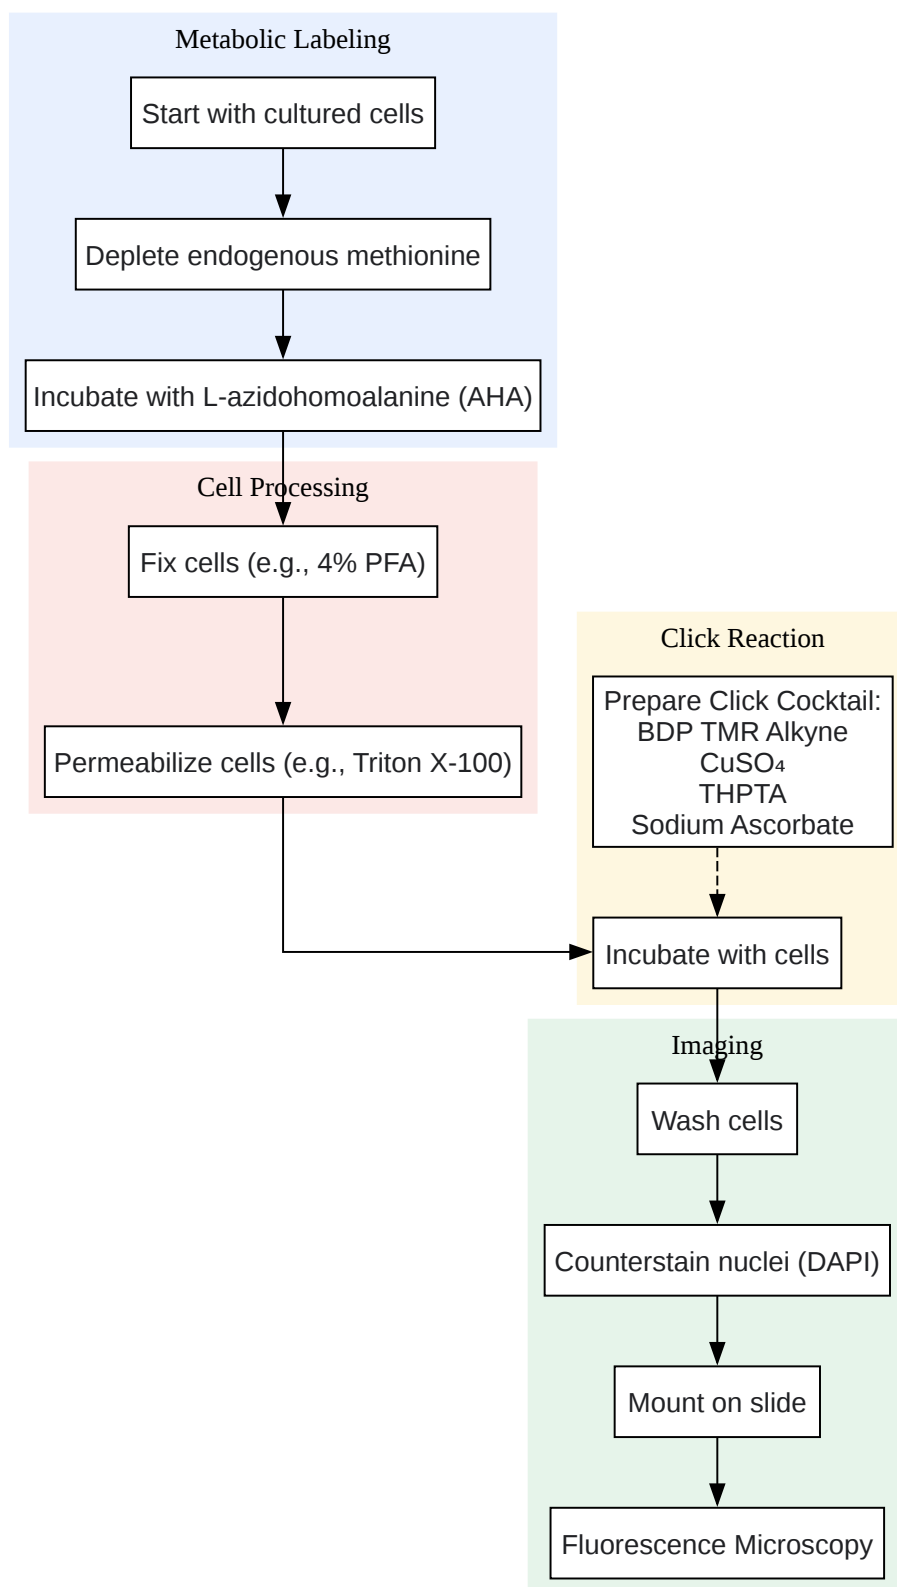 Metabolic Labeling
Start with cultured cells
Deplete endogenous methionine
Incubate with L-azidohomoalanine (AHA)
Cell Processing
Fix cells (e.g., 4% PFA)
Permeabilize cells (e.g., Triton X-100)
Click Reaction
Prepare Click Cocktail:
BDP TMR Alkyne
CuSO₄
THPTA
Sodium Ascorbate
Incubate with cells
Imaging
Wash cells
Counterstain nuclei (DAPI)
Mount on slide
Fluorescence Microscopy